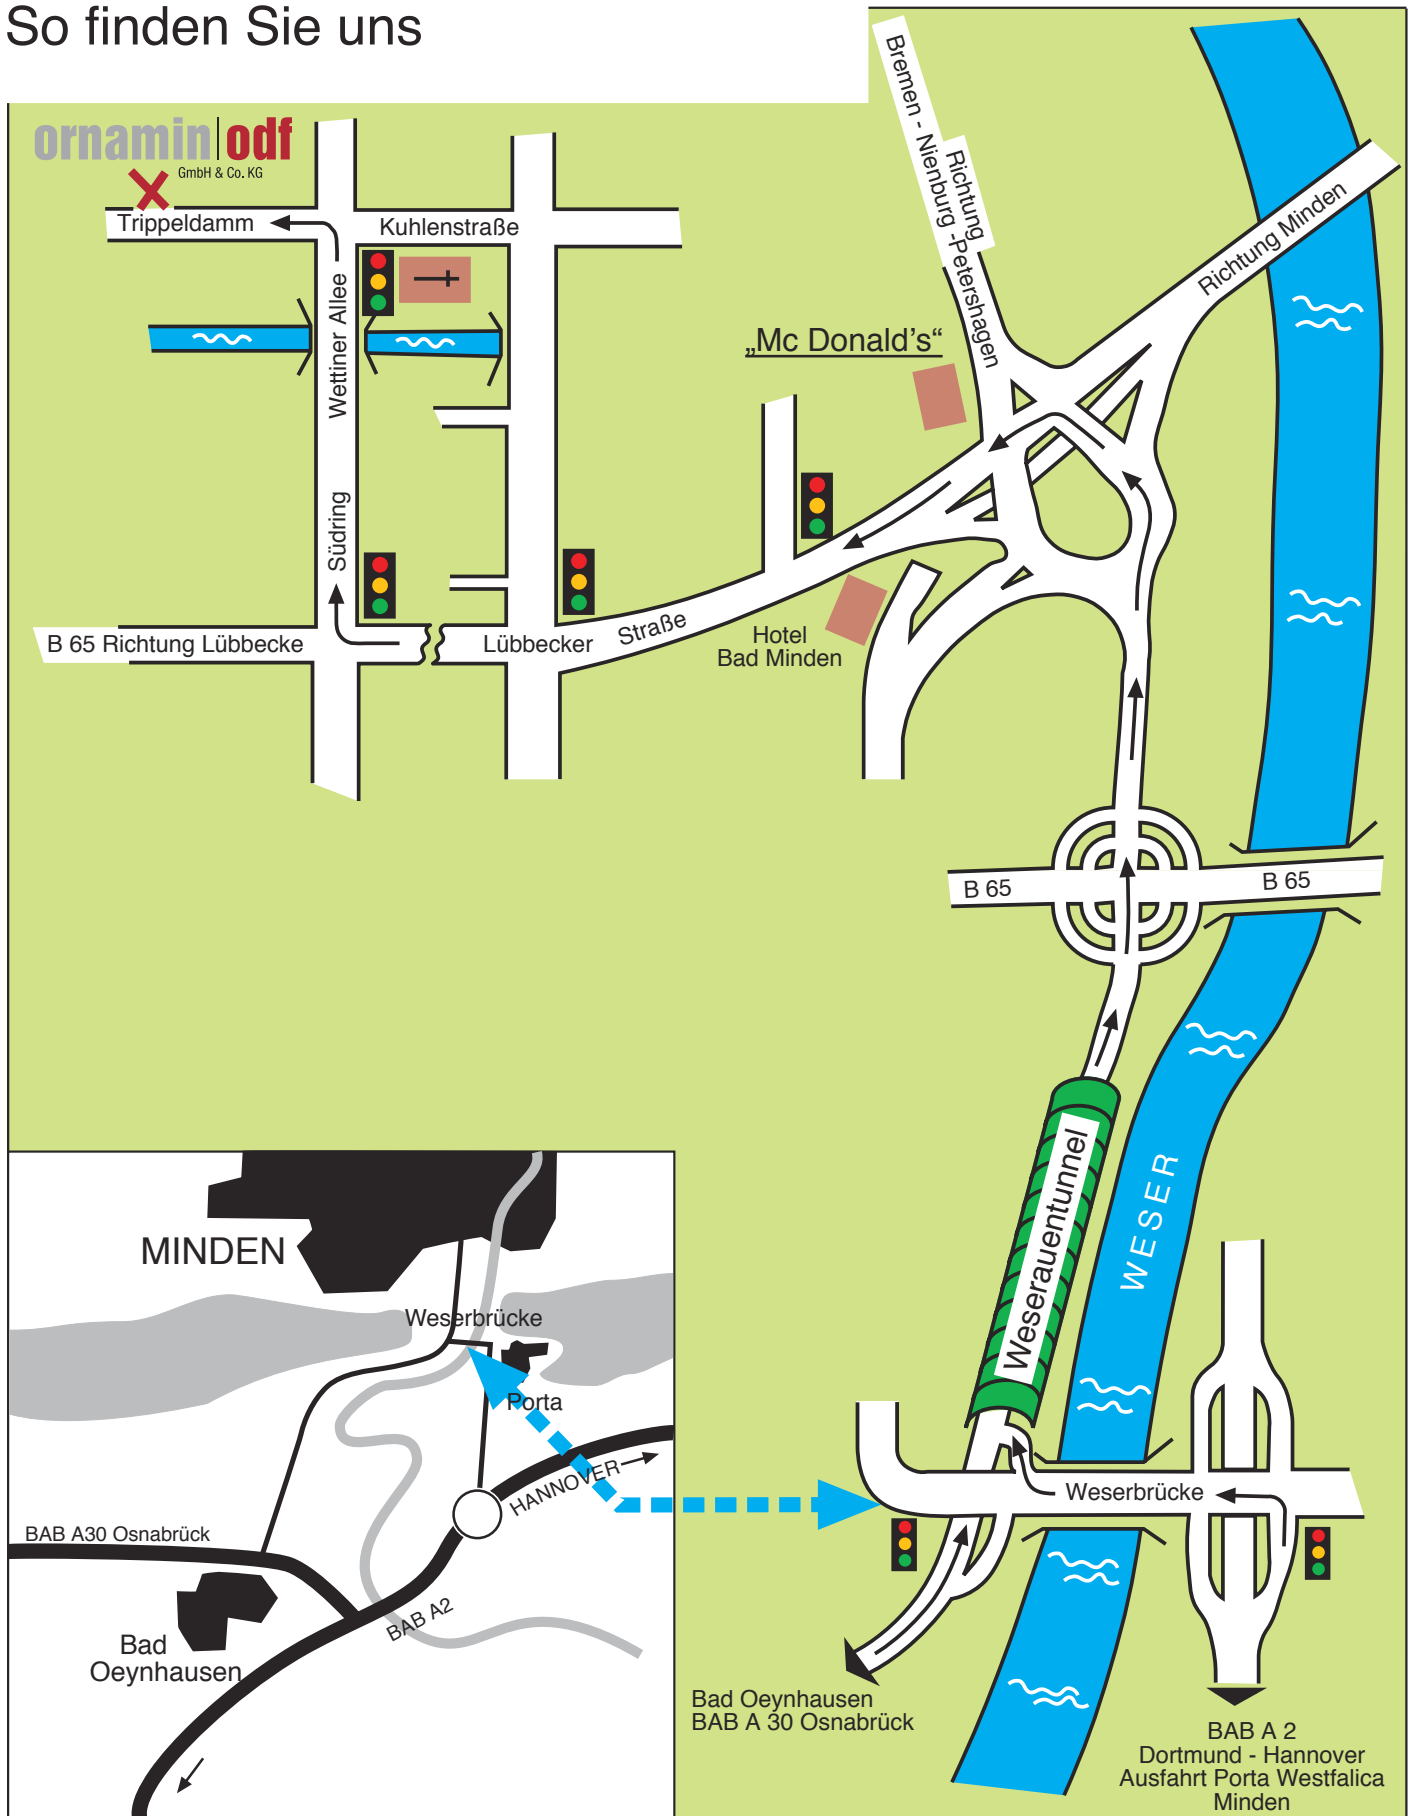 So finden Sie uns
ornamin|odf
GmbH & Co. KG
Trippeldamm
Kuhlenstraße
Wettiner Allee
Südring
B 65 Richtung Lübbecke
Lübbecker
Straße
Hotel
Bad Minden
„Mc Donald's“
Richtung
Bremen - Nienburg -Petershagen
Richtung Minden
B 65
B 65
Weserauentunnel
WESER
Weserbrücke
Bad Oeynhausen
BAB A 30 Osnabrück
BAB A 2
Dortmund - Hannover
Ausfahrt Porta Westfalica
Minden
MINDEN
Weserbrücke
Porta
HANNOVER
BAB A30 Osnabrück
BAB A2
Bad
Oeynhausen